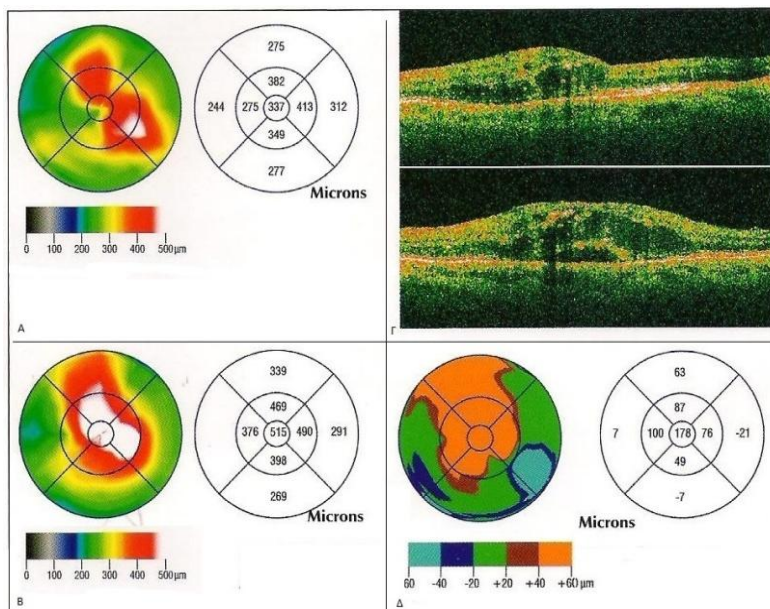 275
382
244 275 337 413 312
349
277
Microns
0 100 200 300 400 500µm
A
Γ
339
469
376 515 490 291
398
269
Microns
0 100 200 300 400 500µm
B
63
87
7 100 178 76 -21
49
-7
Microns
60 -40 -20 +20 +40 +60µm
Δ